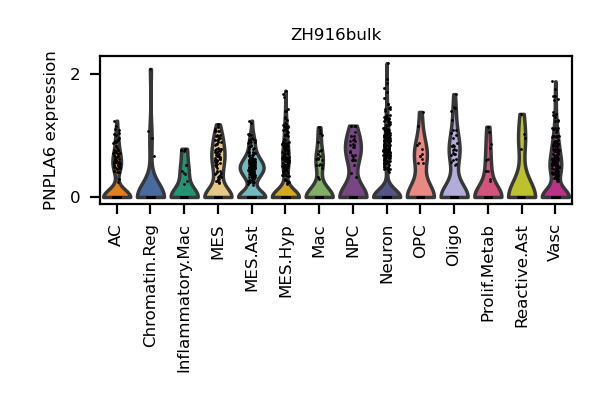 ZH916bulk
PNPLA6 expression
2
0
AC
Chromatin.Reg
Inflammatory.Mac
MES
MES.Ast
MES.Hyp
Mac
NPC
Neuron
OPC
Oligo
Prolif.Metab
Reactive.Ast
Vasc